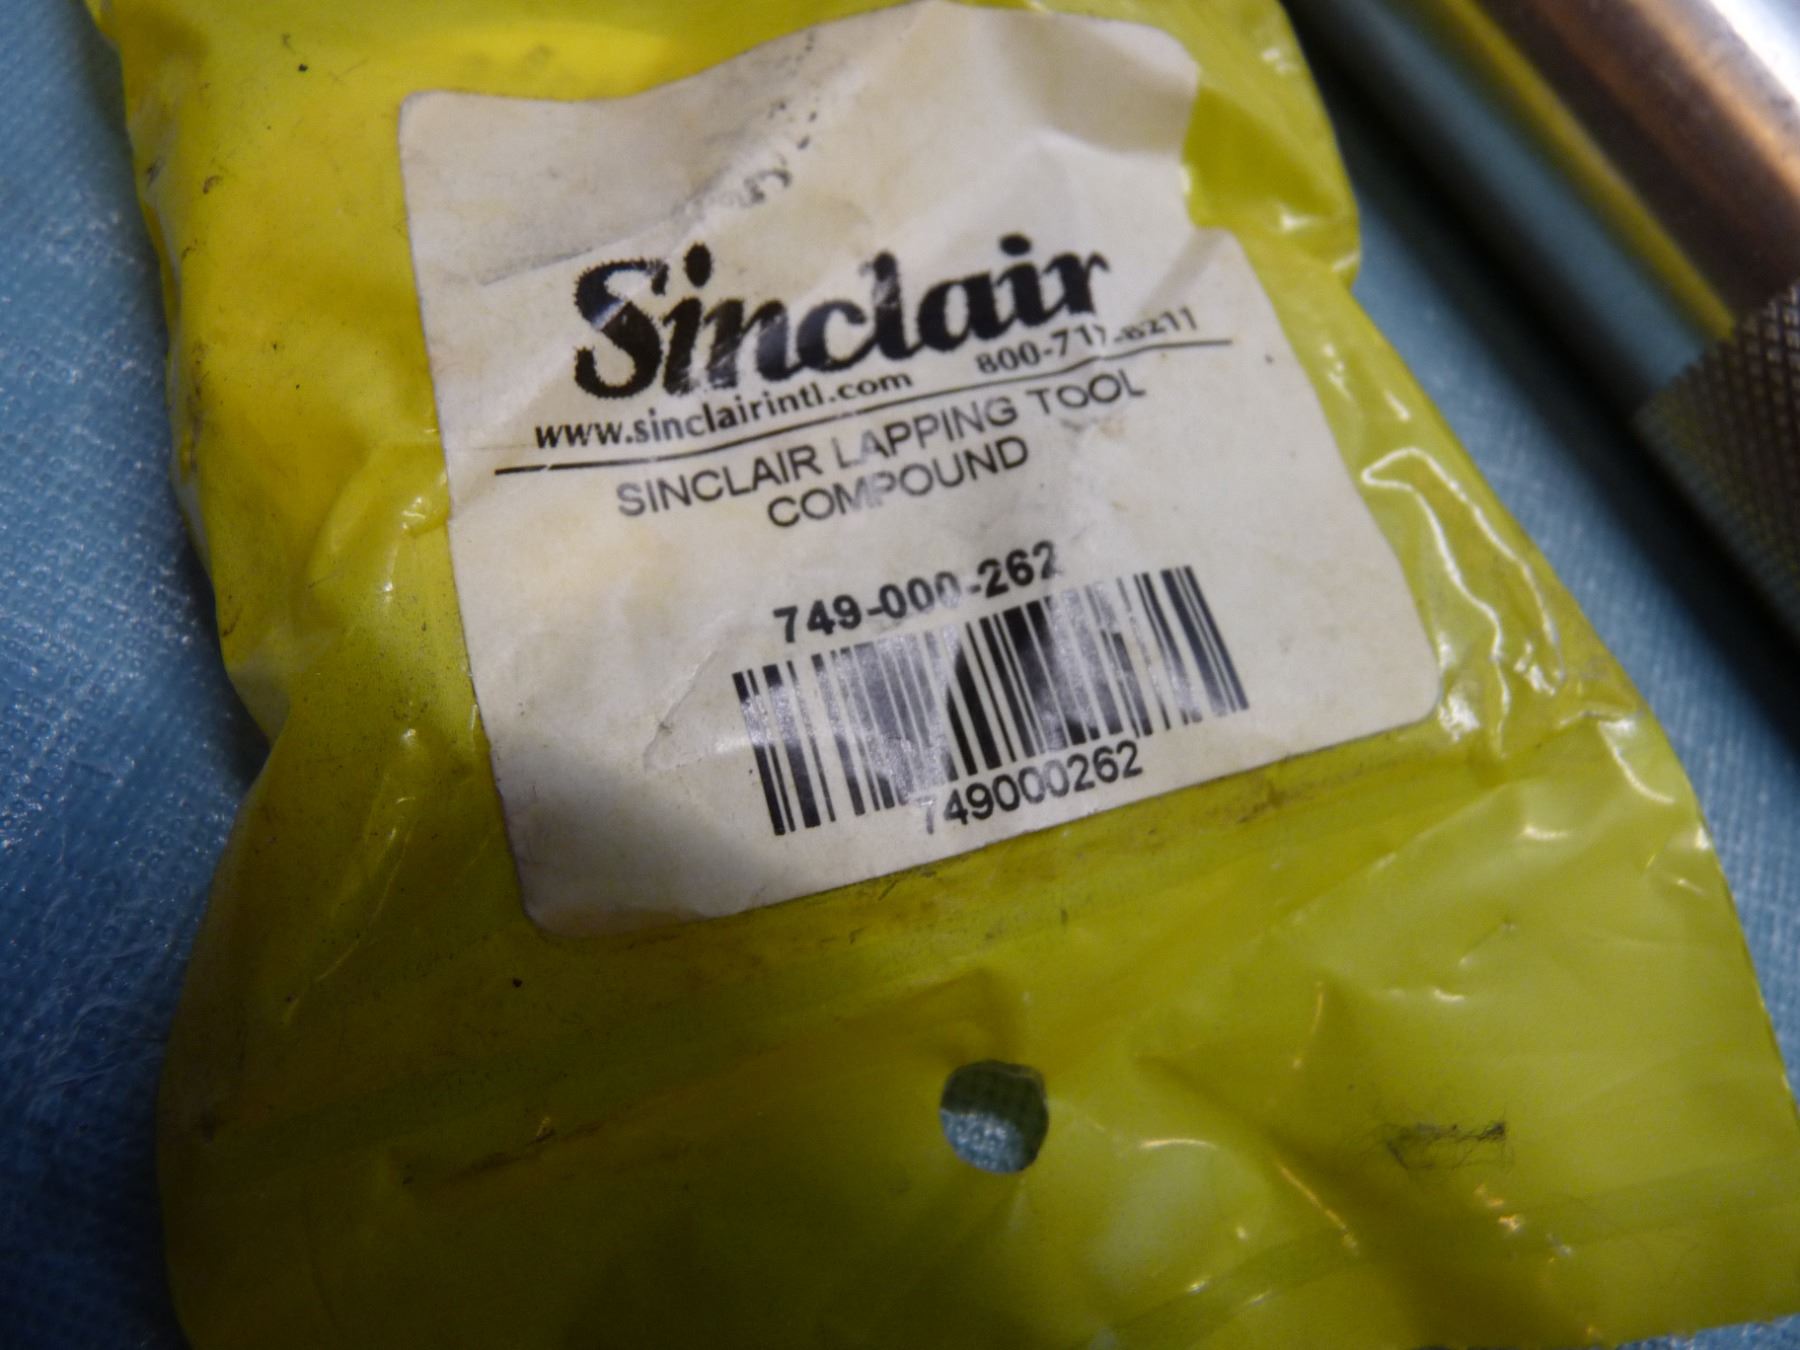 Sinclair
www.sinclairintl.com
SINCLAIR LAPPING TOOL
COMPOUND
749-000-262
749000262